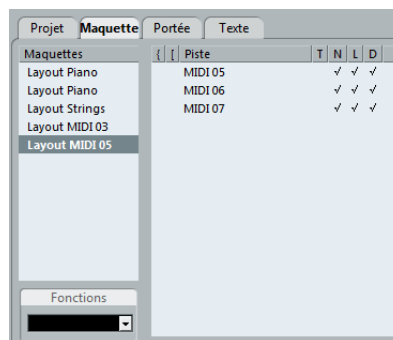 Projet Maquette Portée Texte
Maquettes
Layout Piano
Layout Piano
Layout Strings
Layout MIDI 03
Layout MIDI 05
{ [ Piste T N L D
MIDI 05 √ √ √
MIDI 06 √ √ √
MIDI 07 √ √ √
Fonctions